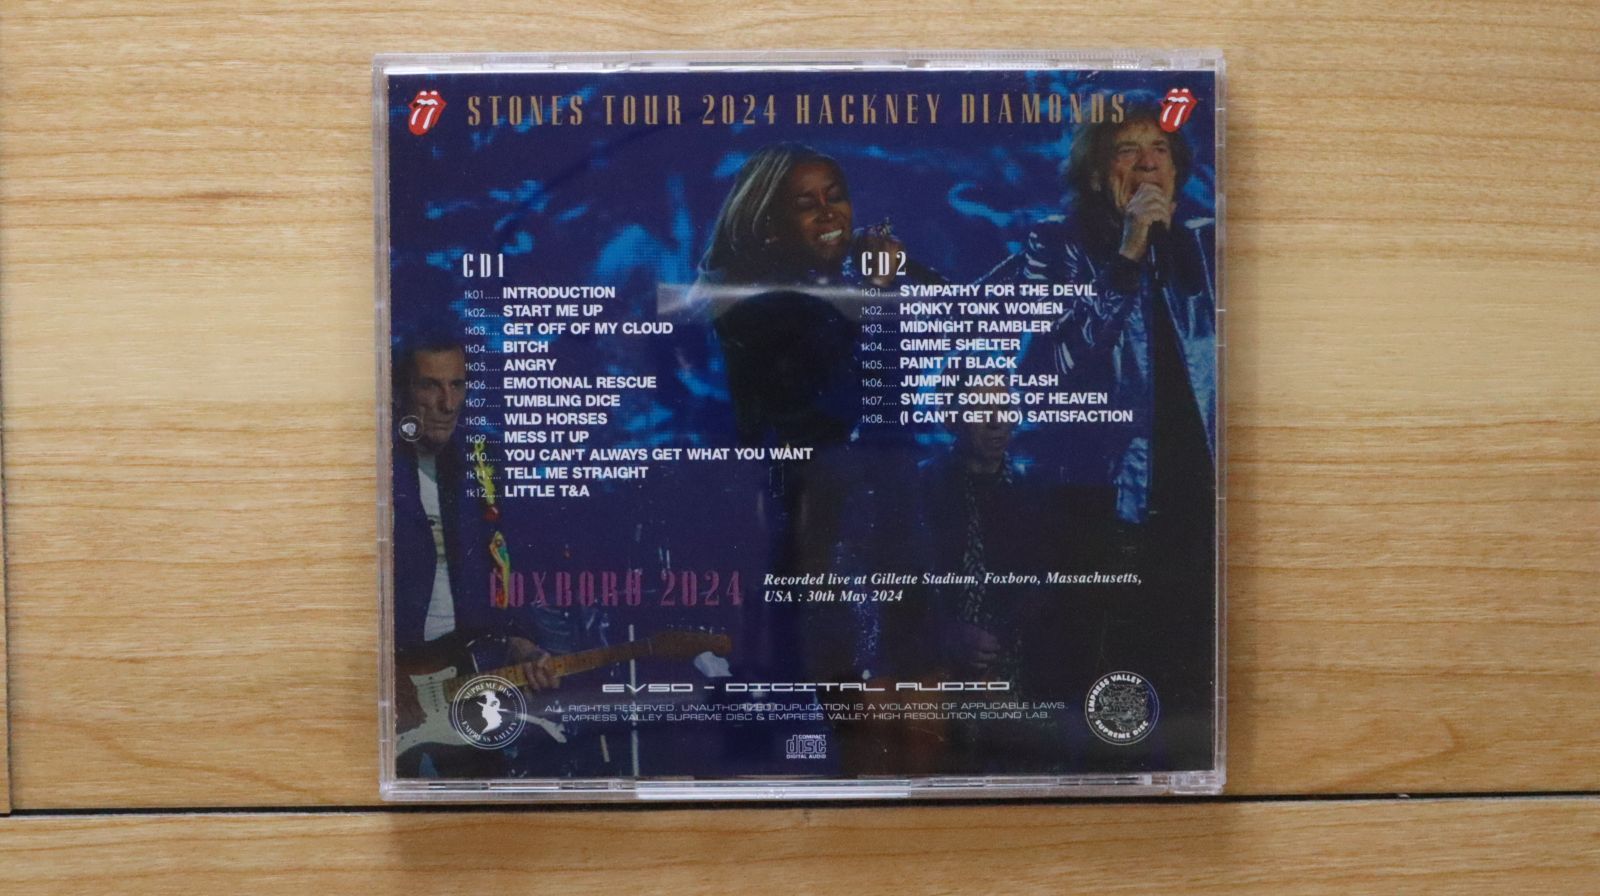 STONES TOUR 2024 HACKNEY DIAMONDS
CD1
tk01..... INTRODUCTION
tk02..... START ME UP
tk03..... GET OFF OF MY CLOUD
tk04..... BITCH
tk05..... ANGRY
tk06..... EMOTIONAL RESCUE
tk07..... TUMBLING DICE
tk08..... WILD HORSES
tk09..... MESS IT UP
tk10..... YOU CAN'T ALWAYS GET WHAT YOU WANT
tk11..... TELL ME STRAIGHT
tk12..... LITTLE T&A
CD2
tk01..... SYMPATHY FOR THE DEVIL
tk02..... HONKY TONK WOMEN
tk03..... MIDNIGHT RAMBLER
tk04..... GIMME SHELTER
tk05..... PAINT IT BLACK
tk06..... JUMPIN' JACK FLASH
tk07..... SWEET SOUNDS OF HEAVEN
tk08..... (I CAN'T GET NO) SATISFACTION
FOXBORO 2024
Recorded live at Gillette Stadium, Foxboro, Massachusetts,
USA : 30th May 2024
EVSD - DIGITAL AUDIO
ALL RIGHTS RESERVED. UNAUTHORIZED DUPLICATION IS A VIOLATION OF APPLICABLE LAWS.
EMPRESS VALLEY SUPREME DISC & EMPRESS VALLEY HIGH RESOLUTION SOUND LAB.
SUPREME DISC
EMPRESS VALLEY
EMPRESS VALLEY
SUPREME DISC
COMPACT
disc
DIGITAL AUDIO